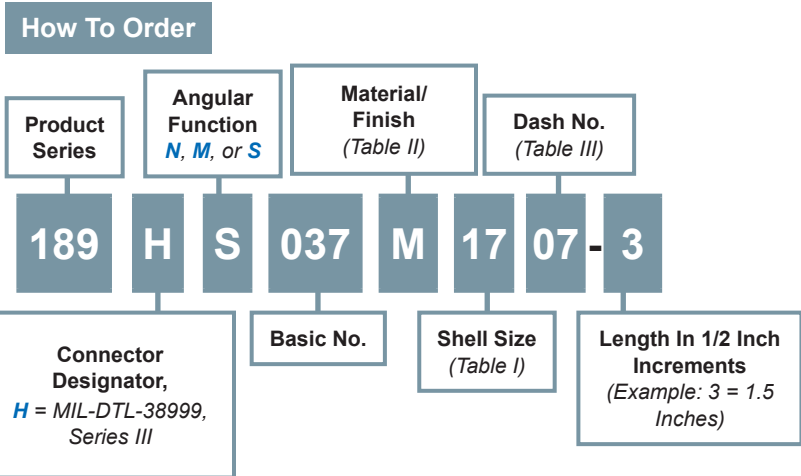 How To Order
Product
Series
Angular
Function
N, M, or S
Material/
Finish
(Table II)
Dash No.
(Table III)
189 H S 037 M 17 07 - 3
Connector
Designator,
H = MIL-DTL-38999,
Series III
Basic No.
Shell Size
(Table I)
Length In 1/2 Inch
Increments
(Example: 3 = 1.5
Inches)